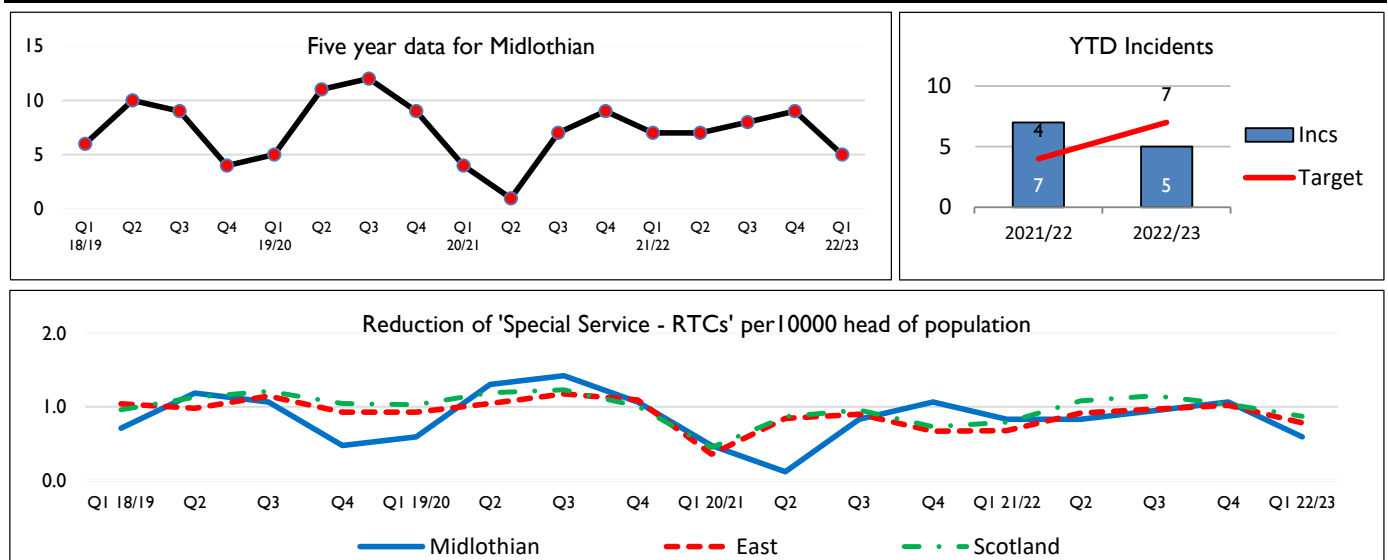 Five year data for Midlothian
15
10
5
0
Q1 Q2 Q3 Q4 Q1 Q2 Q3 Q4 Q1 Q2 Q3 Q4 Q1 Q2 Q3 Q4 Q1
18/19 19/20 20/21 21/22 22/23
YTD Incidents
10
5
0
4
7
7
5
2021/22 2022/23
Incs
Target
Reduction of 'Special Service - RTCs' per10000 head of population
2.0
1.0
0.0
Q1 18/19 Q2 Q3 Q4 Q1 19/20 Q2 Q3 Q4 Q1 20/21 Q2 Q3 Q4 Q1 21/22 Q2 Q3 Q4 Q1 22/23
Midlothian East Scotland